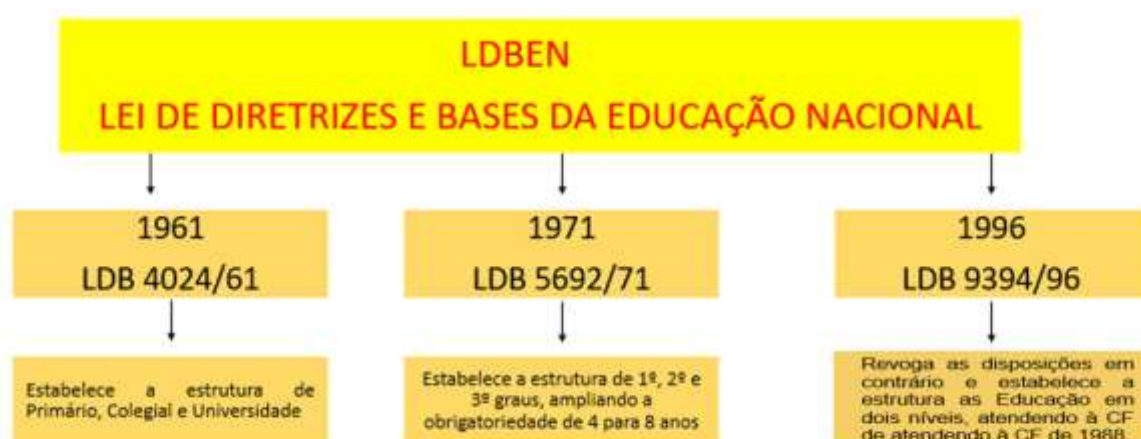 LDBEN
LEI DE DIRETRIZES E BASES DA EDUCAÇÃO NACIONAL
1961
LDB 4024/61
1971
LDB 5692/71
1996
LDB 9394/96
Estabelece a estrutura de
Primário, Colegial e Universidade
Estabelece a estrutura de 1º, 2º e
3º graus, ampliando a
obrigatoriedade de 4 para 8 anos
Revoga as disposições em
contrário e estabelece a
estrutura as Educação em
dois níveis, atendendo à CF
de atendendo à CF de 1988